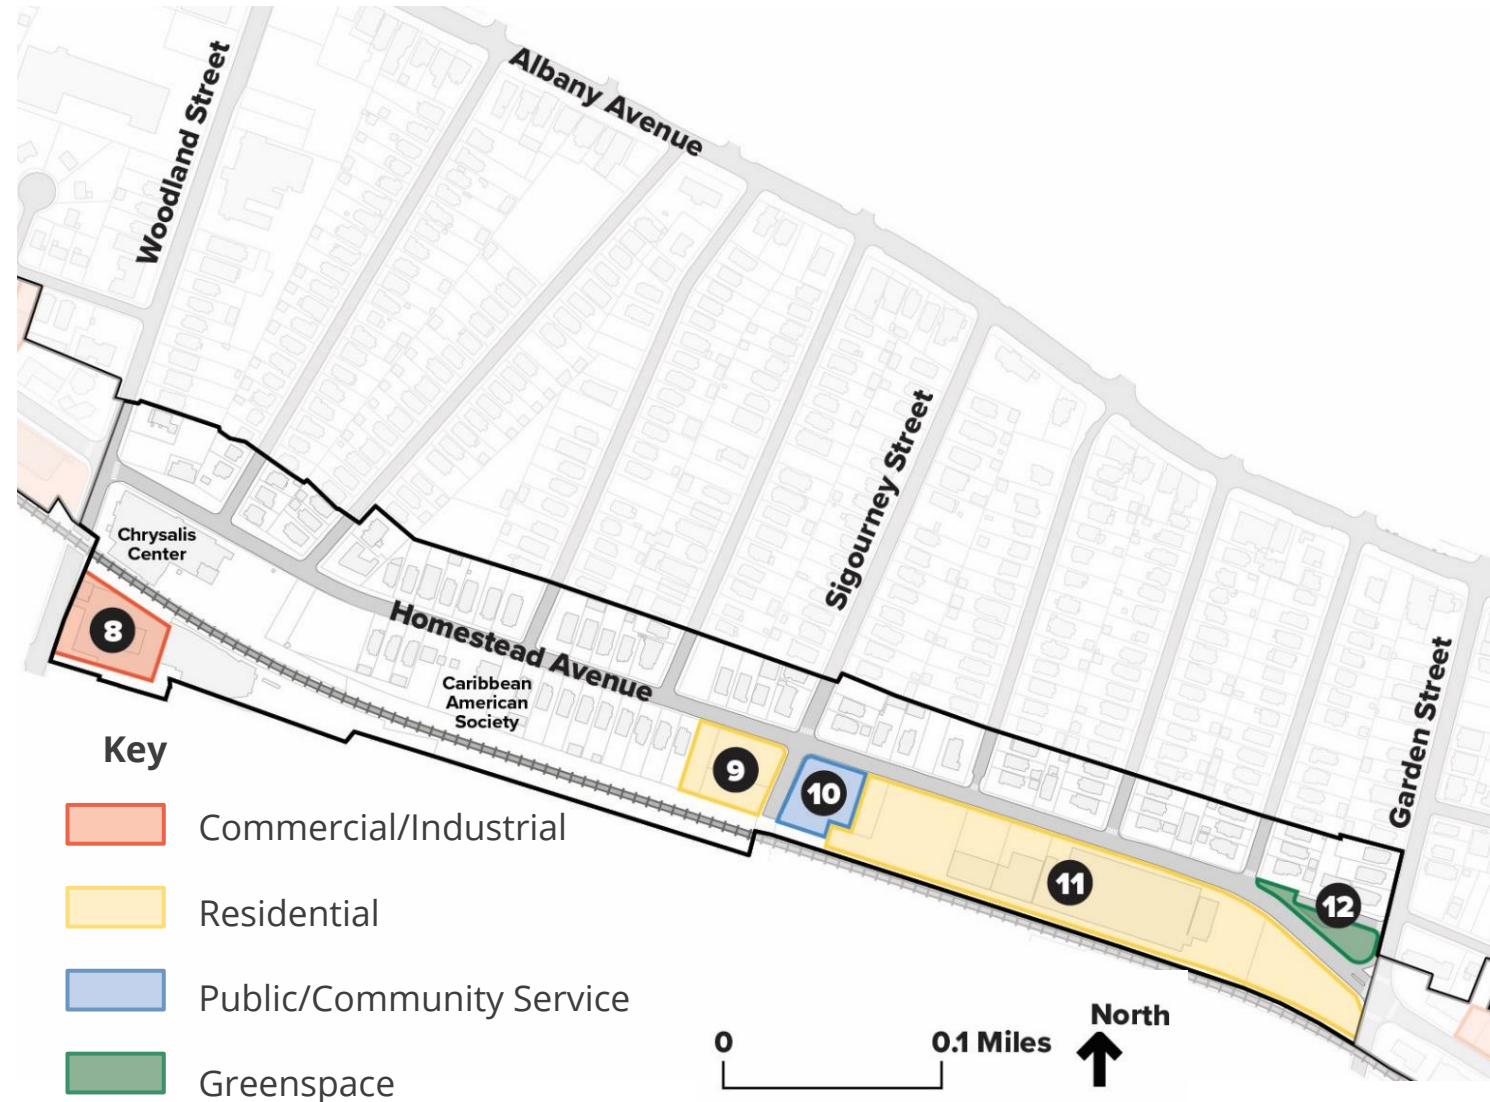 Albany Avenue
Woodland Street
Sigourney Street
Chrysalis
Center
8
Homestead Avenue
Caribbean
American
Society
Garden Street
9
10
11
12
Key
Commercial/Industrial
Residential
Public/Community Service
Greenspace
0
0.1 Miles
North